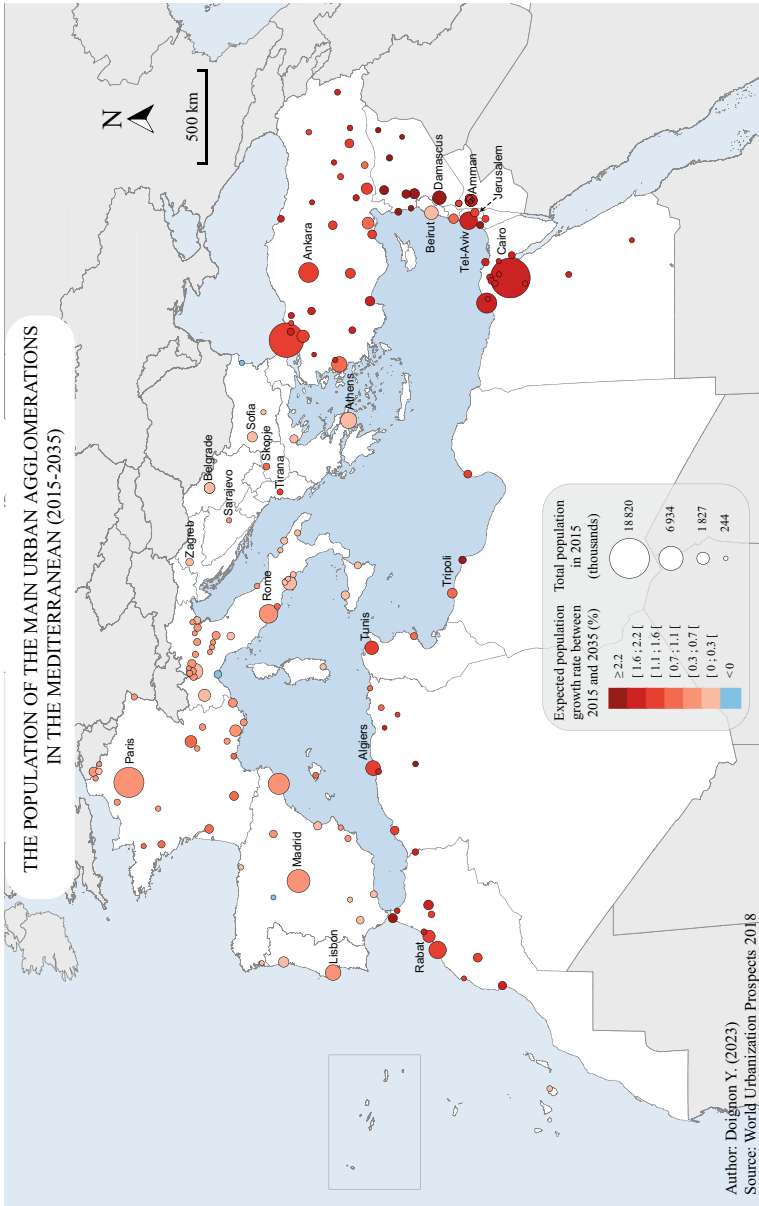 THE POPULATION OF THE MAIN URBAN AGGLOMERATIONS
IN THE MEDITERRANEAN (2015-2035)
N
500 km
Paris
Zagreb
Belgrade
Sarajevo
Sofia
Skopje
Tirana
Rome
Madrid
Lisbon
Athens
Ankara
Beirut
Damascus
Tel-Aviv
Amman
Jerusalem
Cairo
Tripoli
Tunis
Algiers
Rabat
Expected population
growth rate between
2015 and 2035 (%)
≥ 2.2
[ 1.6 ; 2.2 [
[ 1.1 ; 1.6 [
[ 0.7 ; 1.1 [
[ 0.3 ; 0.7 [
[ 0 ; 0.3 [
< 0
Total population
in 2015
(thousands)
18 820
6 934
1 827
244
Author: Doignon Y. (2023)
Source: World Urbanization Prospects 2018